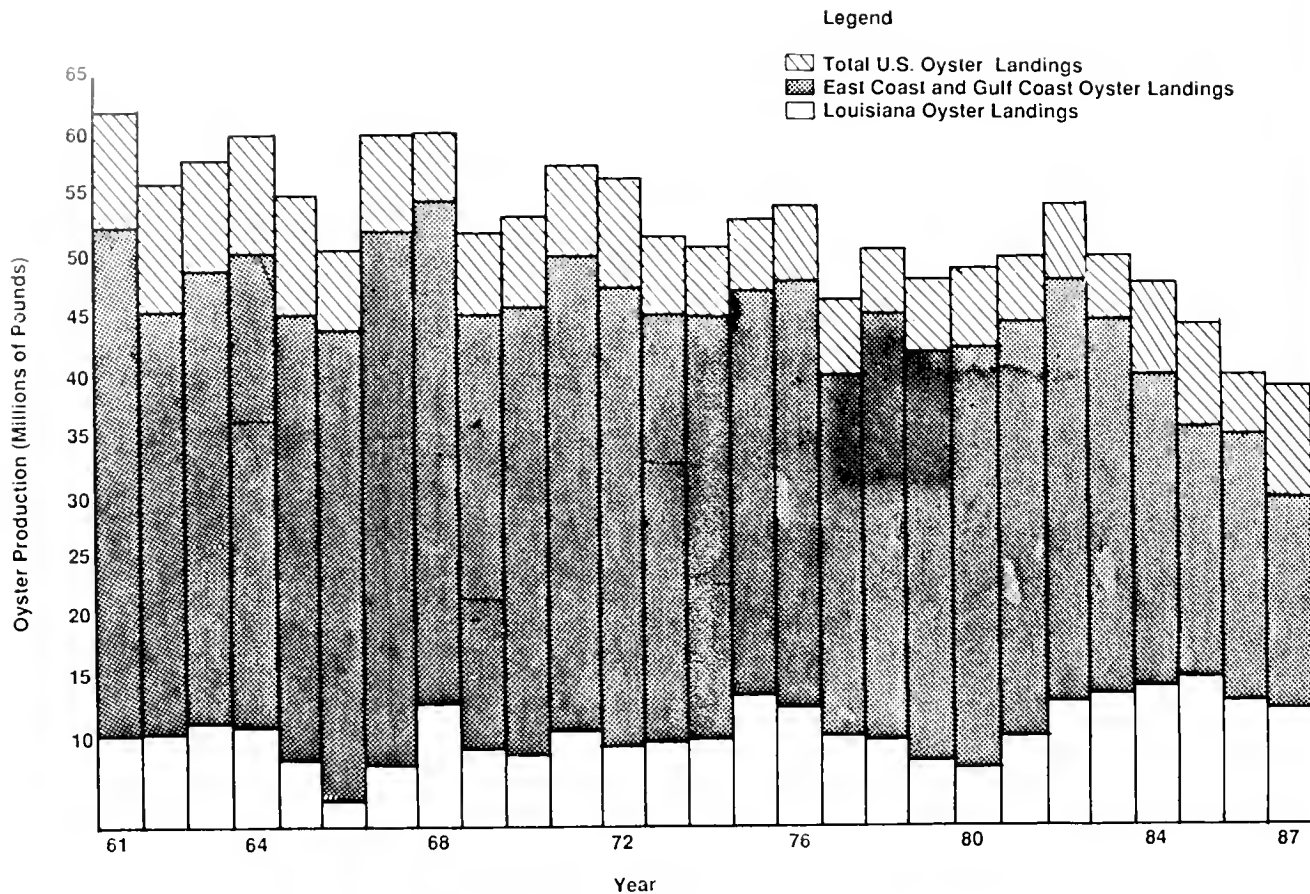 Legend
Total U.S. Oyster Landings
East Coast and Gulf Coast Oyster Landings
Louisiana Oyster Landings
Oyster Production (Millions of Pounds)
65
60
55
50
45
40
35
30
25
20
15
10
61 64 68 72 76 80 84 87
Year